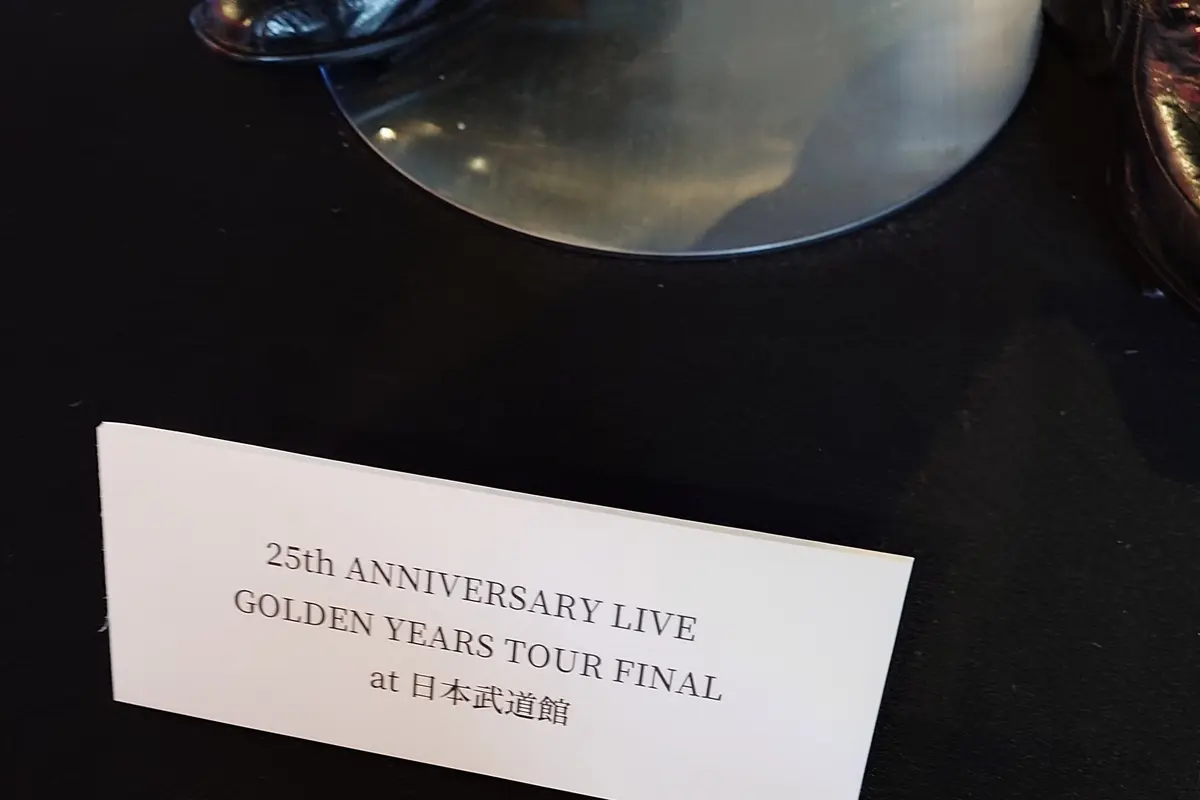 25th ANNIVERSARY LIVE
GOLDEN YEARS TOUR FINAL
at 日本武道館